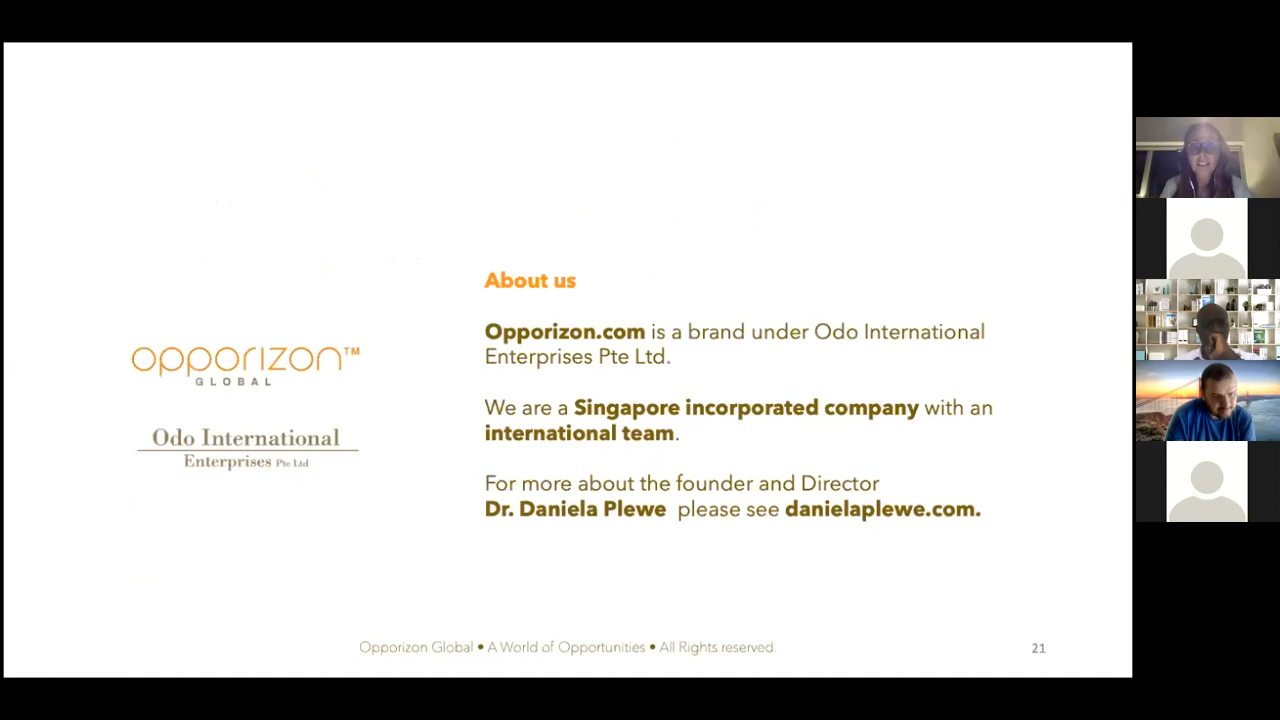 About us
Opporizon.com is a brand under Odo International
Enterprises Pte Ltd.
opporizon™
GLOBAL
We are a Singapore incorporated company with an
international team.
Odo International
Enterprises Pte Ltd
For more about the founder and Director
Dr. Daniela Plewe please see danielaplewe.com.
Opporizon Global • A World of Opportunities • All Rights reserved.
21